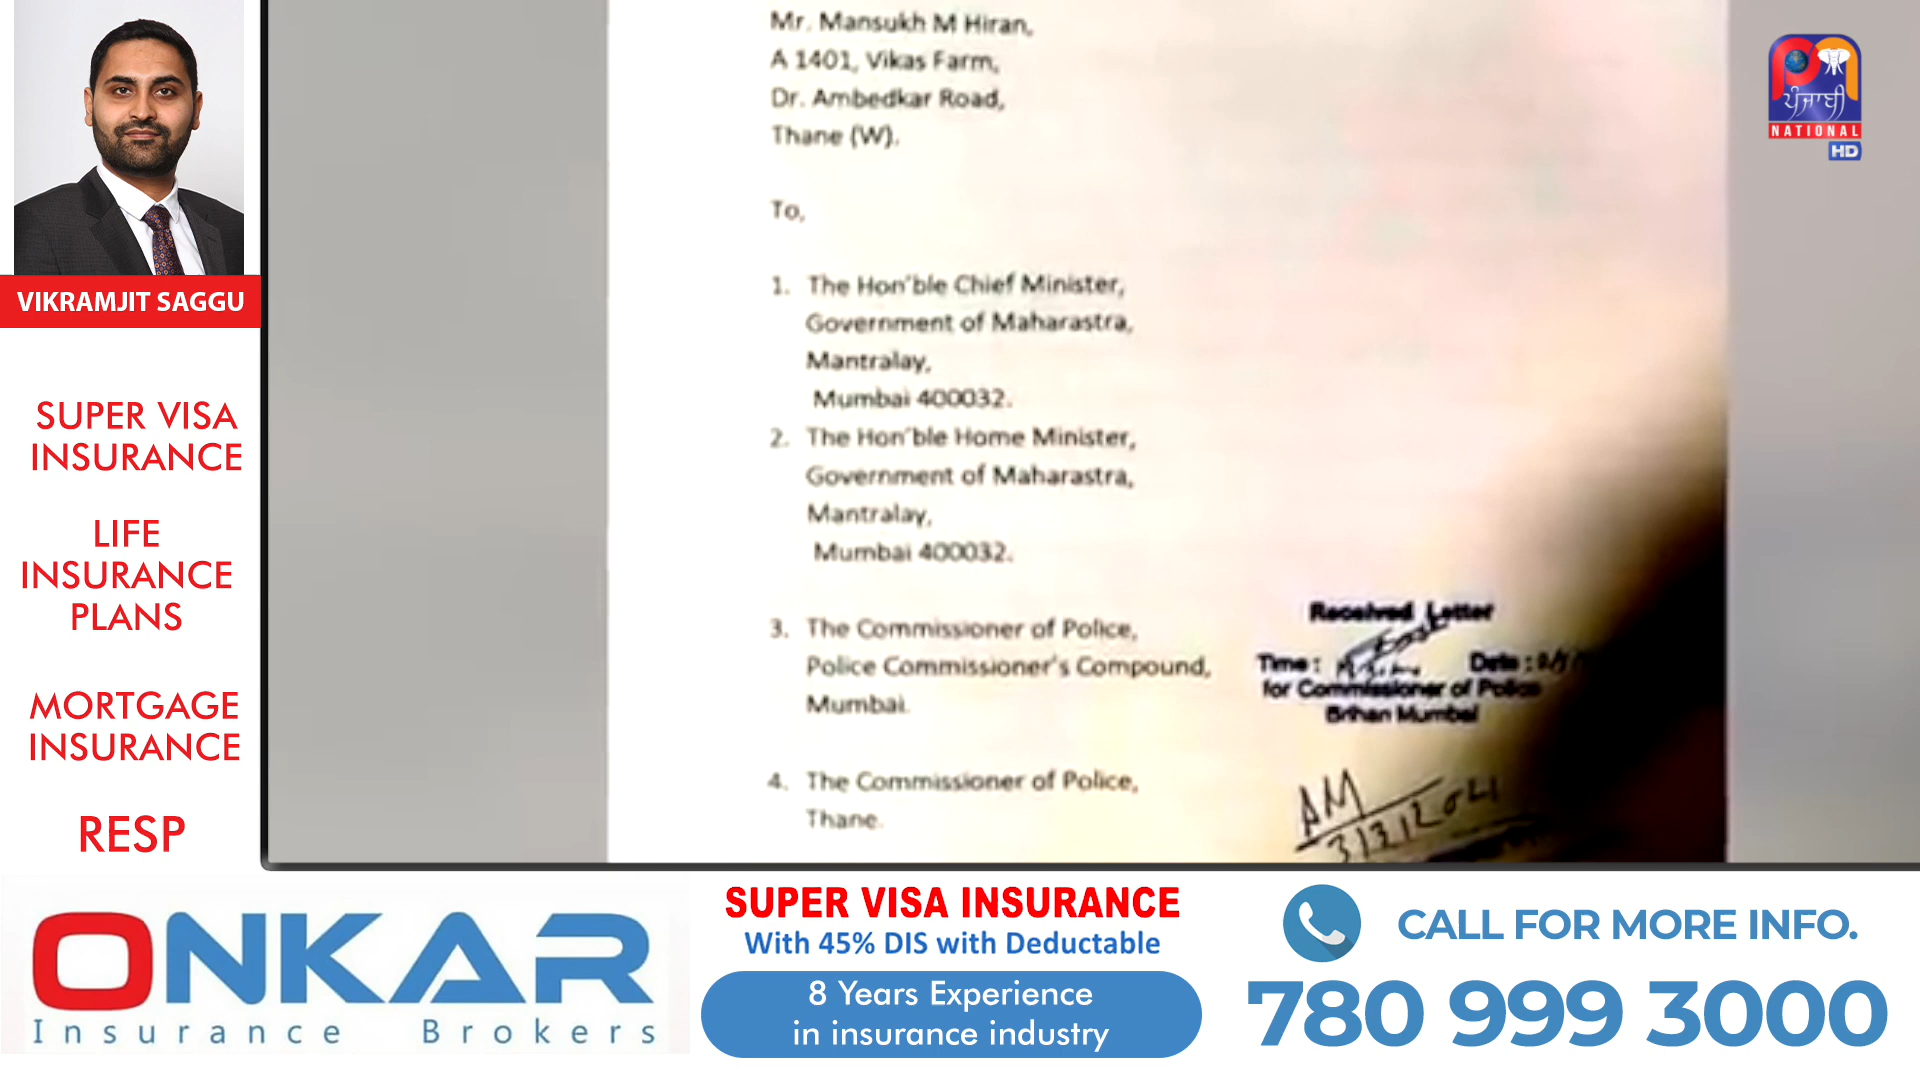 VIKRAMJIT SAGGU
SUPER VISA
INSURANCE
LIFE
INSURANCE
PLANS
MORTGAGE
INSURANCE
RESP
Mr. Mansukh M Hiran,
A 1401, Vikas Farm,
Dr. Ambedkar Road,
Thane (W).
To,
1. The Hon'ble Chief Minister,
Government of Maharastra,
Mantralay,
Mumbai 400032.
2. The Hon'ble Home Minister,
Government of Maharastra,
Mantralay,
Mumbai 400032.
3. The Commissioner of Police,
Police Commissioner's Compound,
Mumbai.
4. The Commissioner of Police,
Thane.
Received Letter
Time: Date:
for Commissioner of Police
Brihan Mumbai
AM
3/3/2021
ਪੰਜਾਬੀ
NATIONAL
HD
ONKAR
Insurance Brokers
SUPER VISA INSURANCE
With 45% DIS with Deductable
8 Years Experience
in insurance industry
CALL FOR MORE INFO.
780 999 3000